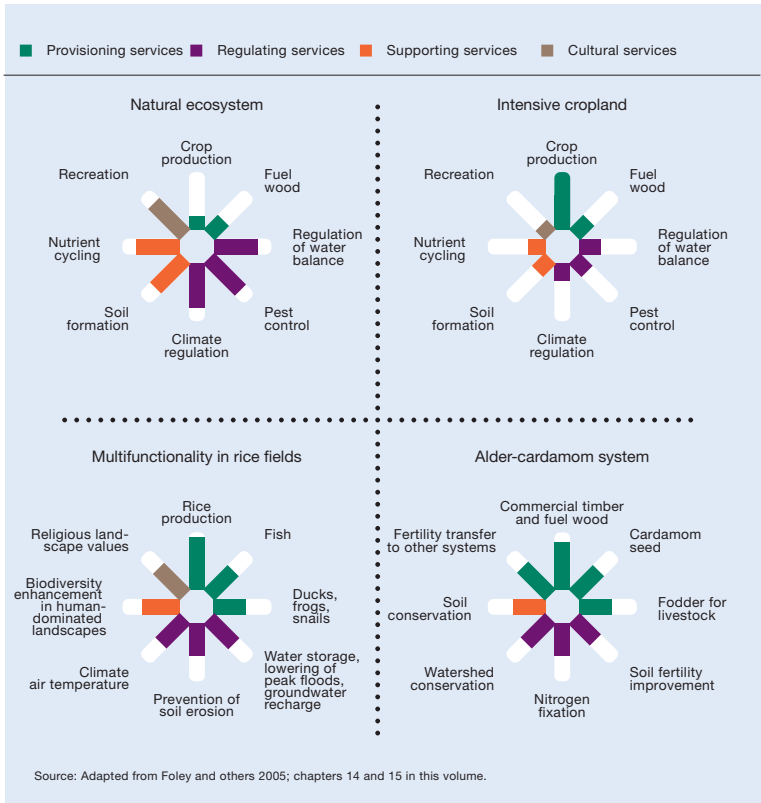 Provisioning services Regulating services Supporting services Cultural services
Natural ecosystem
Crop
production
Fuel
wood
Regulation
of water
balance
Pest
control
Climate
regulation
Soil
formation
Nutrient
cycling
Recreation
Intensive cropland
Crop
production
Fuel
wood
Regulation
of water
balance
Pest
control
Climate
regulation
Soil
formation
Nutrient
cycling
Recreation
Multifunctionality in rice fields
Rice
production
Fish
Ducks,
frogs,
snails
Water storage,
lowering of
peak floods,
groundwater
recharge
Prevention of
soil erosion
Climate
air temperature
Biodiversity
enhancement
in human-
dominated
landscapes
Religious land-
scape values
Alder-cardamom system
Commercial timber
and fuel wood
Cardamom
seed
Fodder for
livestock
Soil fertility
improvement
Nitrogen
fixation
Watershed
conservation
Soil
conservation
Fertility transfer
to other systems
Source: Adapted from Foley and others 2005; chapters 14 and 15 in this volume.